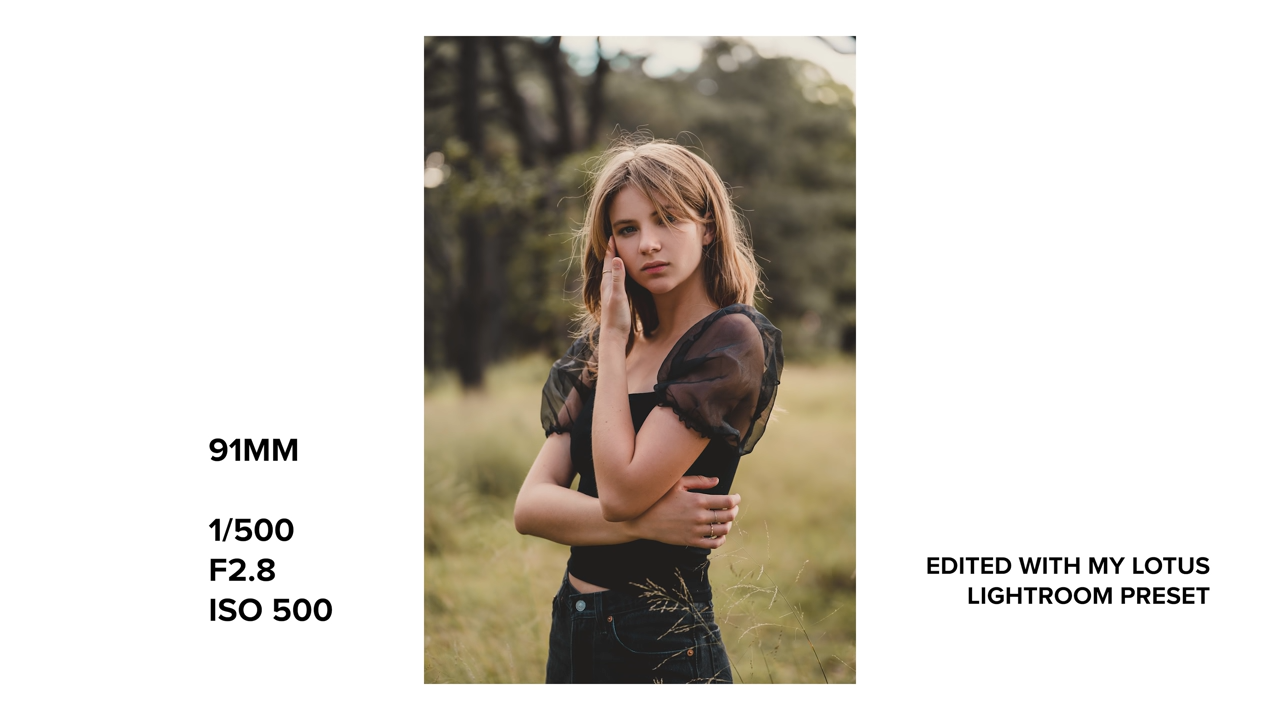 91MM
1/500
F2.8
ISO 500
EDITED WITH MY LOTUS
LIGHTROOM PRESET